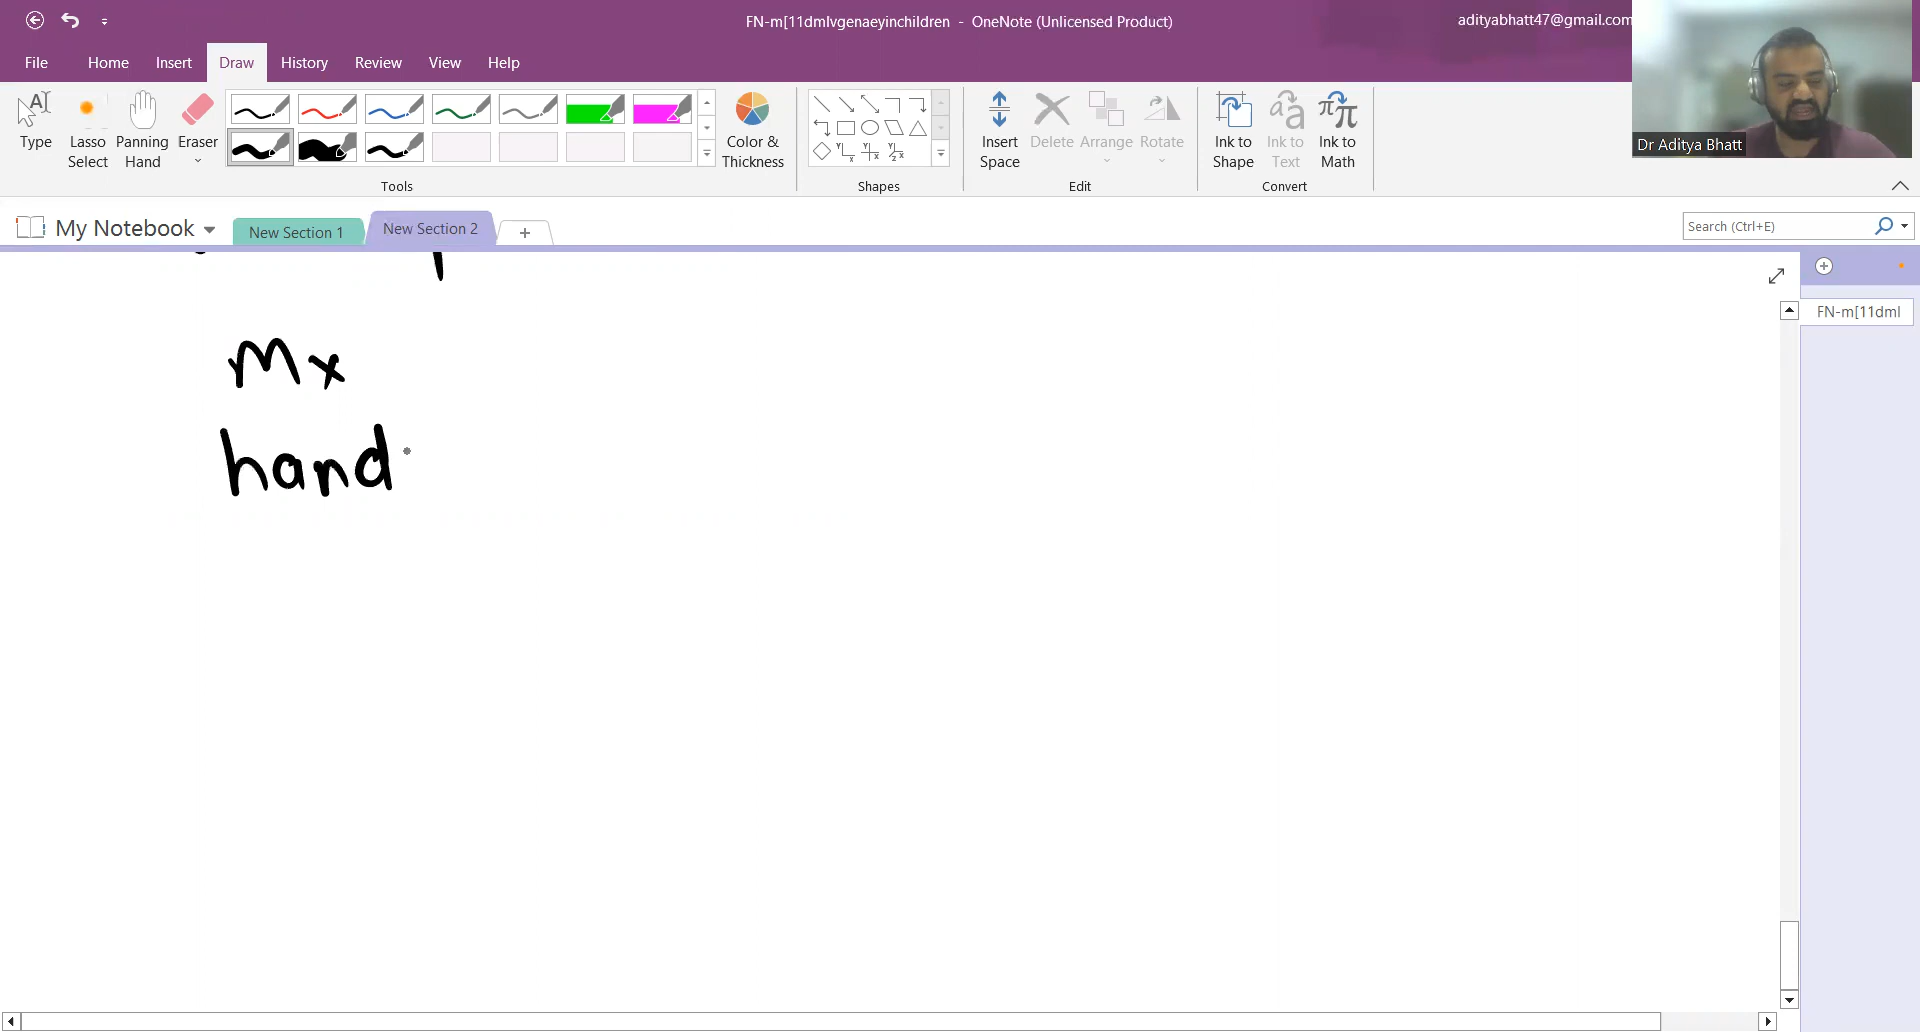 FN-m[11dmlvgenaeyinchildren - OneNote (Unlicensed Product)
adityabhatt47@gmail.com
File Home Insert Draw History Review View Help
Type
Lasso Select
Panning Hand
Eraser
Color & Thickness
Insert Space
Delete
Arrange
Rotate
Ink to Shape
Ink to Text
Ink to Math
Dr Aditya Bhatt
Tools Shapes Edit Convert
My Notebook New Section 1 New Section 2
Search (Ctrl+E)
FN-m[11dml
Mx
hand